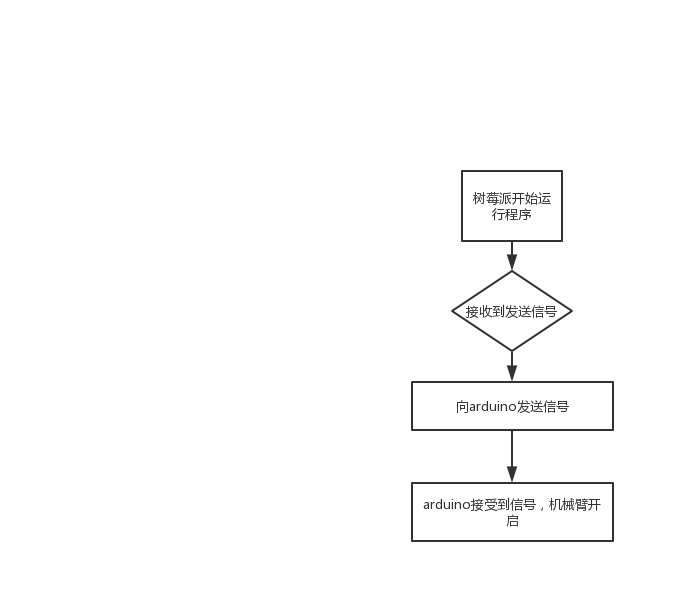 树莓派开始运
行程序
接收到发送信号
向arduino发送信号
arduino接受到信号，机械臂开
启